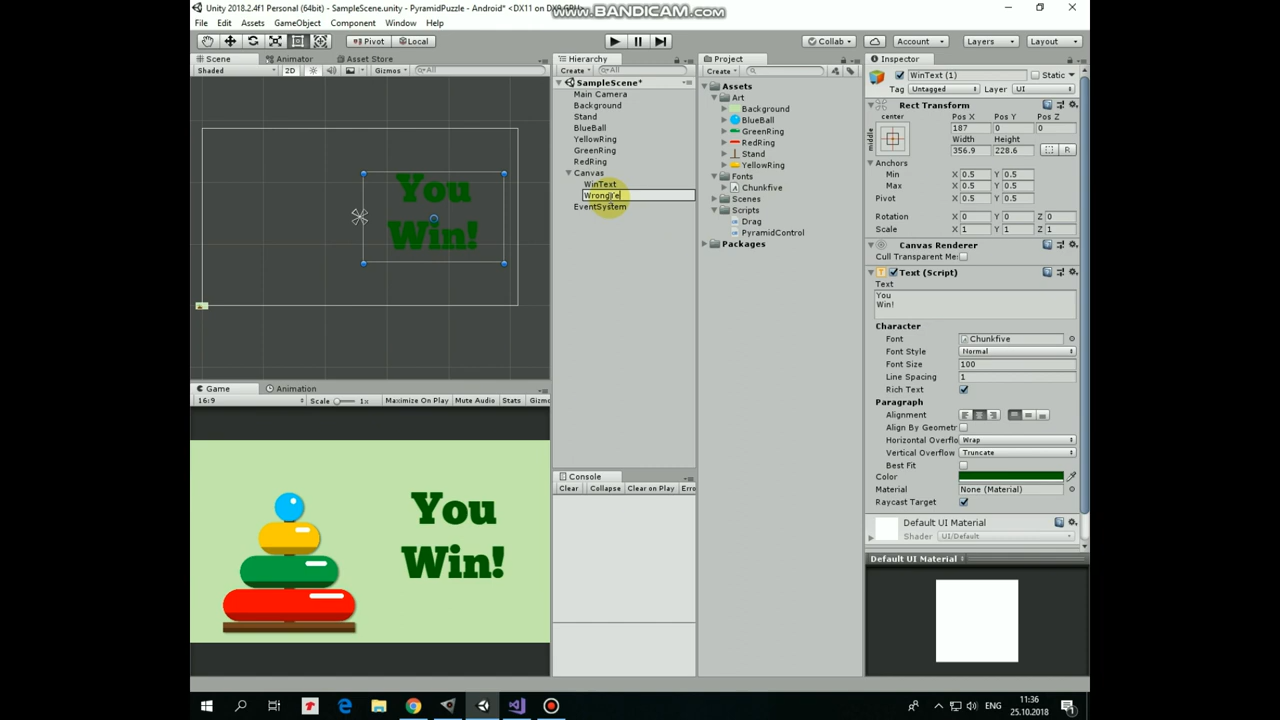 Unity 2018.2.4f1 Personal (64bit) - SampleScene.unity - PyramidPuzzle - Android* <DX11 on DX9 GPU>
www.BANDICAM.com
File Edit Assets GameObject Component Window Help
Pivot Local Collab Account Layers Layout
Scene Animator Asset Store
Shaded 2D Gizmos All
You
Win!
Game Animation
16:9 Scale 1x Maximize On Play Mute Audio Stats Gizmo
You
Win!
Hierarchy
Create All
SampleScene*
Main Camera
Background
Stand
BlueBall
YellowRing
GreenRing
RedRing
Canvas
WinText
WrongTe
EventSystem
Console
Clear Collapse Clear on Play Erro
Project
Create
Assets
Art
Background
BlueBall
GreenRing
RedRing
Stand
YellowRing
Fonts
Chunkfive
Scenes
Scripts
Drag
PyramidControl
Packages
Inspector
WinText (1) Static
Tag Untagged Layer UI
Rect Transform
center Pos X Pos Y Pos Z
middle 187 0 0
Width Height
356.9 228.6 R
Anchors
Min X 0.5 Y 0.5
Max X 0.5 Y 0.5
Pivot X 0.5 Y 0.5
Rotation X 0 Y 0 Z 0
Scale X 1 Y 1 Z 1
Canvas Renderer
Cull Transparent Me
Text (Script)
Text
You
Win!
Character
Font Chunkfive
Font Style Normal
Font Size 100
Line Spacing 1
Rich Text
Paragraph
Alignment
Align By Geometr
Horizontal Overflo Wrap
Vertical Overflow Truncate
Best Fit
Color
Material None (Material)
Raycast Target
Default UI Material
Shader UI/Default
Default UI Material
ENG 11:36
25.10.2018